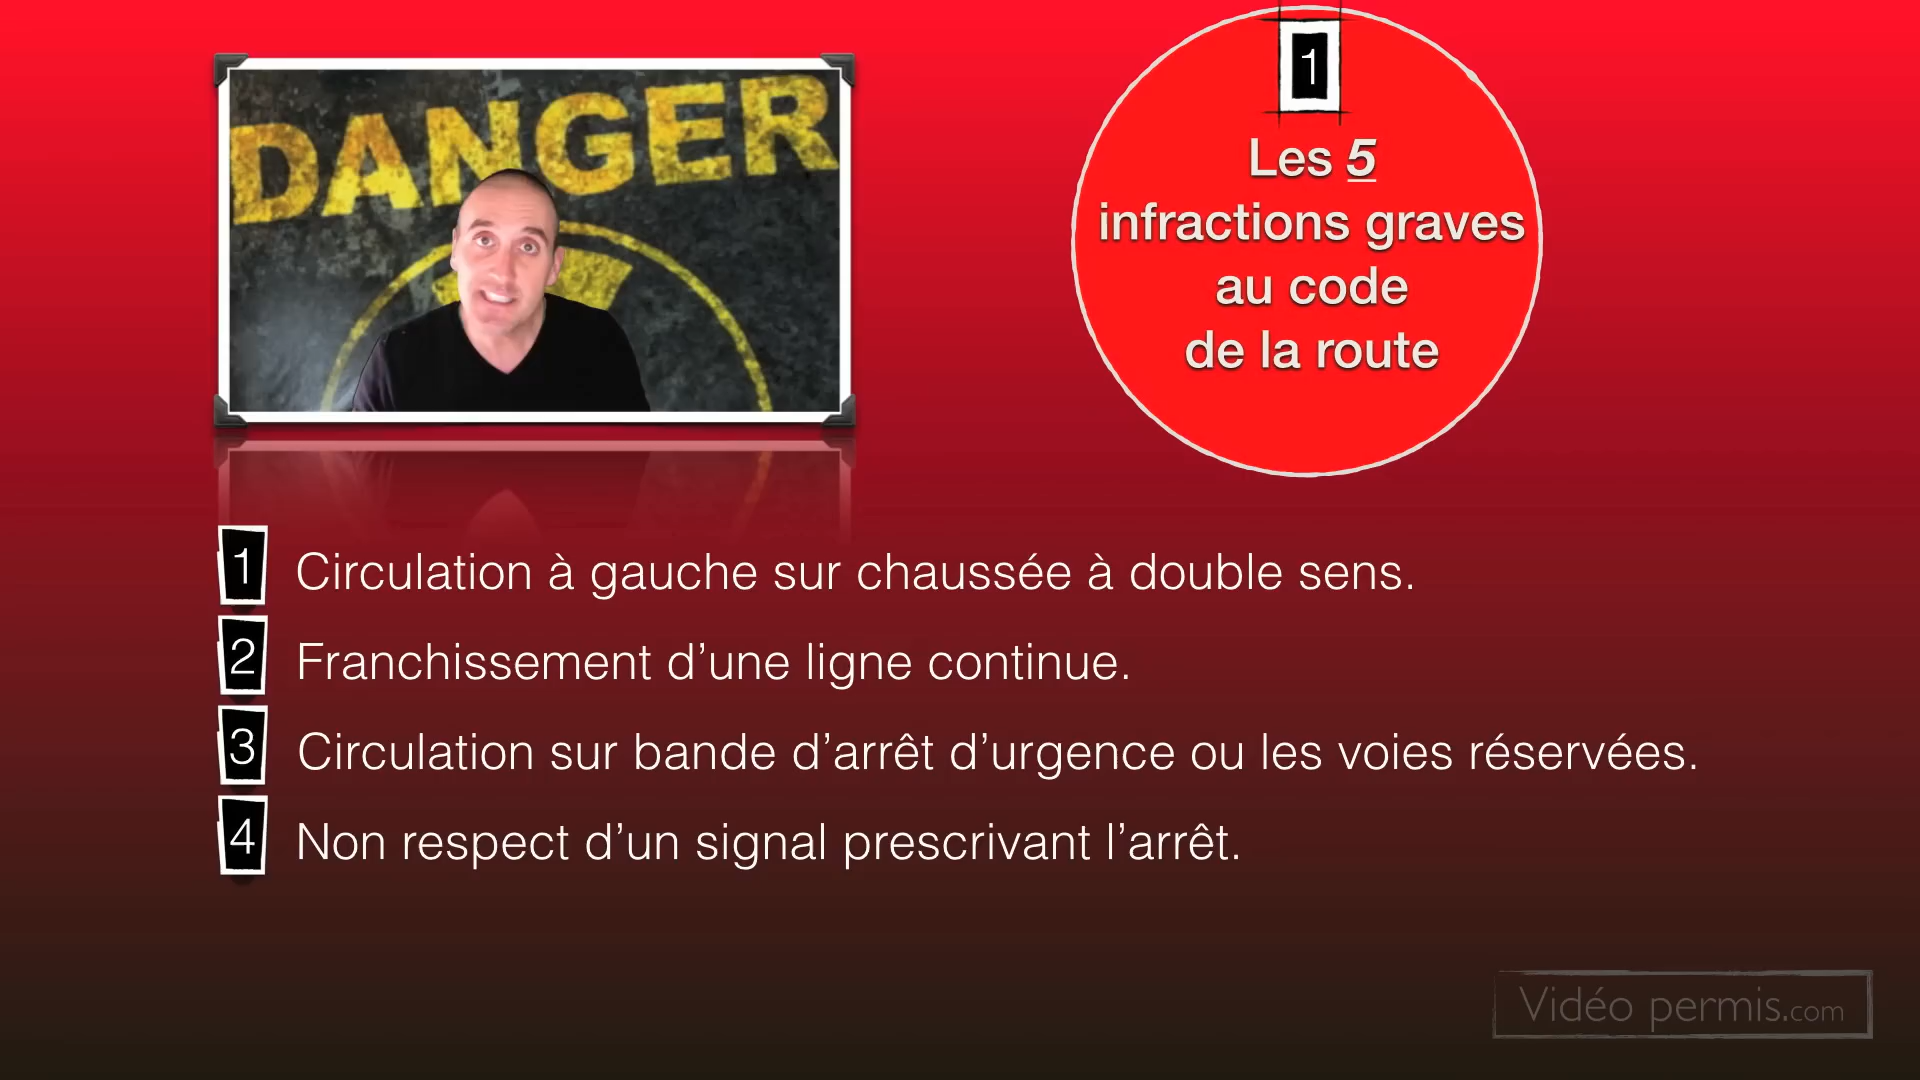 DANGER
1
Les 5
infractions graves
au code
de la route
1 Circulation à gauche sur chaussée à double sens.
2 Franchissement d’une ligne continue.
3 Circulation sur bande d’arrêt d’urgence ou les voies réservées.
4 Non respect d’un signal prescrivant l’arrêt.
Vidéo permis.com